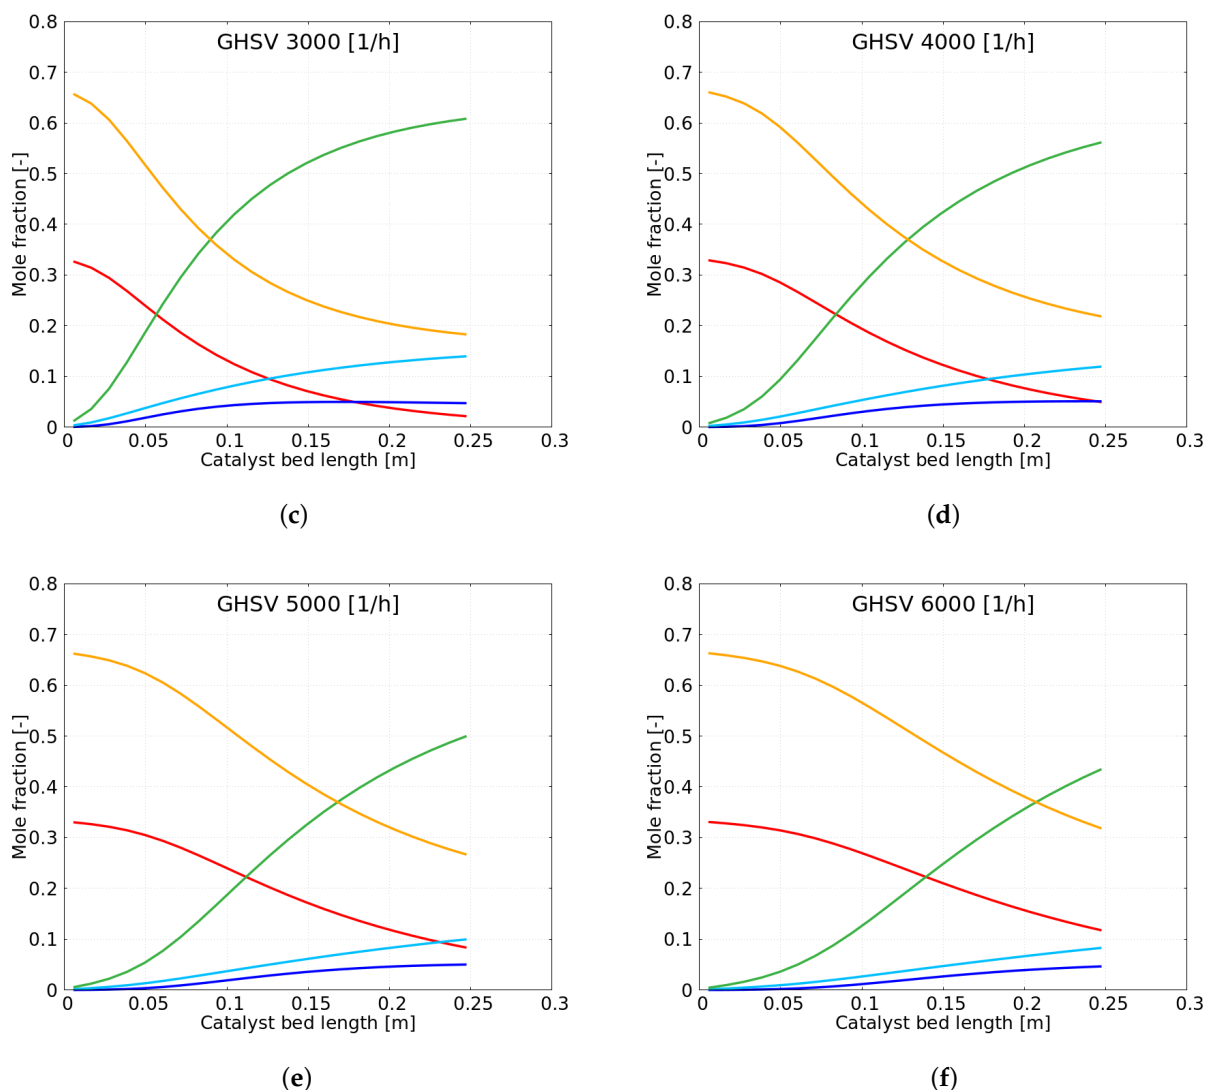 GHSV 3000 [1/h]
Mole fraction [-]
0.8
0.7
0.6
0.5
0.4
0.3
0.2
0.1
0
0 0.05 0.1 0.15 0.2 0.25 0.3
Catalyst bed length [m]
(c)
GHSV 4000 [1/h]
Mole fraction [-]
0.8
0.7
0.6
0.5
0.4
0.3
0.2
0.1
0
0 0.05 0.1 0.15 0.2 0.25 0.3
Catalyst bed length [m]
(d)
GHSV 5000 [1/h]
Mole fraction [-]
0.8
0.7
0.6
0.5
0.4
0.3
0.2
0.1
0
0 0.05 0.1 0.15 0.2 0.25 0.3
Catalyst bed length [m]
(e)
GHSV 6000 [1/h]
Mole fraction [-]
0.8
0.7
0.6
0.5
0.4
0.3
0.2
0.1
0
0 0.05 0.1 0.15 0.2 0.25 0.3
Catalyst bed length [m]
(f)